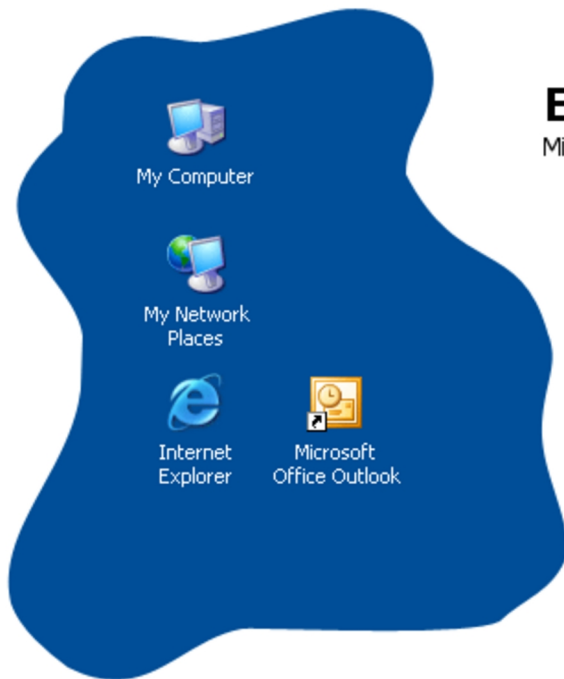 My Computer
My Network
Places
Internet
Explorer
Microsoft
Office Outlook